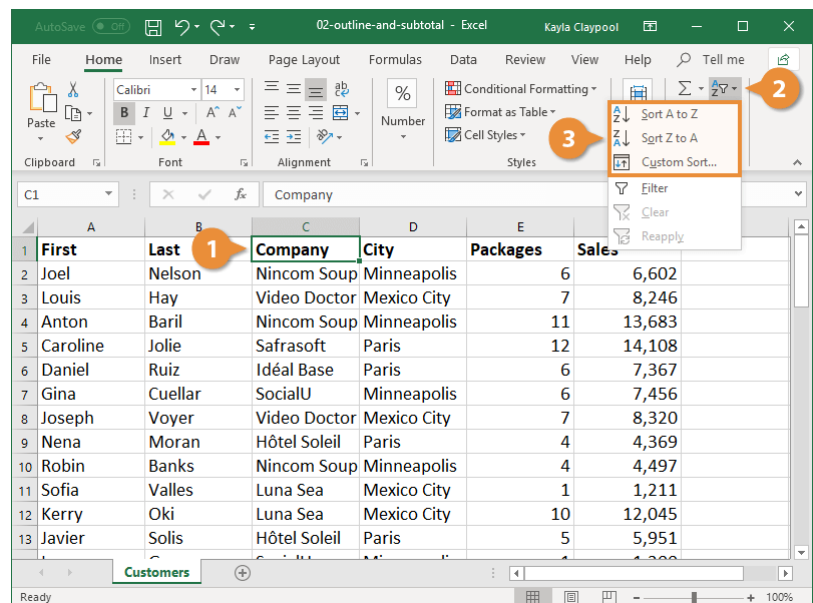 AutoSave Off 02-outline-and-subtotal - Excel Kayla Claypool
File Home Insert Draw Page Layout Formulas Data Review View Help Tell me
Paste
Calibri 14
B I U A A A
ab
%
Number
Conditional Formatting
Format as Table
Cell Styles
2
3
Sort A to Z
Sort Z to A
Custom Sort...
Filter
Clear
Reapply
Clipboard Font Alignment Styles
C1 fx Company
A B C D E
1 First Last 1 Company City Packages Sales
2 Joel Nelson Nincom Soup Minneapolis 6 6,602
3 Louis Hay Video Doctor Mexico City 7 8,246
4 Anton Baril Nincom Soup Minneapolis 11 13,683
5 Caroline Jolie Safrasoft Paris 12 14,108
6 Daniel Ruiz Idéal Base Paris 6 7,367
7 Gina Cuellar SocialU Minneapolis 6 7,456
8 Joseph Voyer Video Doctor Mexico City 7 8,320
9 Nena Moran Hôtel Soleil Paris 4 4,369
10 Robin Banks Nincom Soup Minneapolis 4 4,497
11 Sofia Valles Luna Sea Mexico City 1 1,211
12 Kerry Oki Luna Sea Mexico City 10 12,045
13 Javier Solis Hôtel Soleil Paris 5 5,951
Customers
Ready 100%